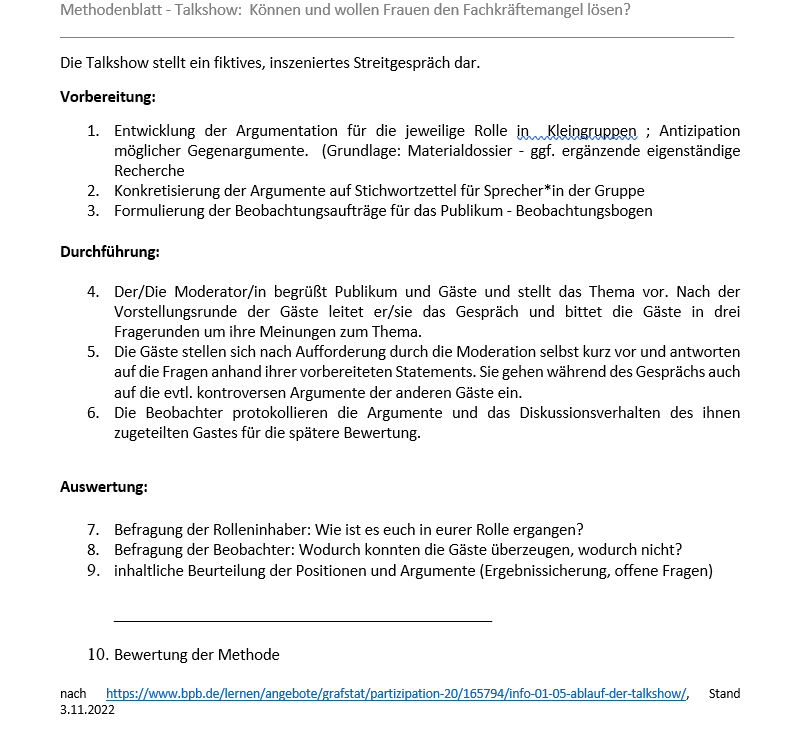 Methodenblatt - Talkshow: Können und wollen Frauen den Fachkräftemangel lösen?
Die Talkshow stellt ein fiktives, inszeniertes Streitgespräch dar.
Vorbereitung:
1. Entwicklung der Argumentation für die jeweilige Rolle in Kleingruppen ; Antizipation
möglicher Gegenargumente. (Grundlage: Materialdossier - ggf. ergänzende eigenständige
Recherche
2. Konkretisierung der Argumente auf Stichwortzettel für Sprecher*in der Gruppe
3. Formulierung der Beobachtungsaufträge für das Publikum - Beobachtungsbogen
Durchführung:
4. Der/Die Moderator/in begrüßt Publikum und Gäste und stellt das Thema vor. Nach der
Vorstellungsrunde der Gäste leitet er/sie das Gespräch und bittet die Gäste in drei
Fragerunden um ihre Meinungen zum Thema.
5. Die Gäste stellen sich nach Aufforderung durch die Moderation selbst kurz vor und antworten
auf die Fragen anhand ihrer vorbereiteten Statements. Sie gehen während des Gesprächs auch
auf die evtl. kontroversen Argumente der anderen Gäste ein.
6. Die Beobachter protokollieren die Argumente und das Diskussionsverhalten des ihnen
zugeteilten Gastes für die spätere Bewertung.
Auswertung:
7. Befragung der Rolleninhaber: Wie ist es euch in eurer Rolle ergangen?
8. Befragung der Beobachter: Wodurch konnten die Gäste überzeugen, wodurch nicht?
9. inhaltliche Beurteilung der Positionen und Argumente (Ergebnissicherung, offene Fragen)
10. Bewertung der Methode
nach https://www.bpb.de/lernen/angebote/grafstat/partizipation-20/165794/info-01-05-ablauf-der-talkshow/, Stand
3.11.2022